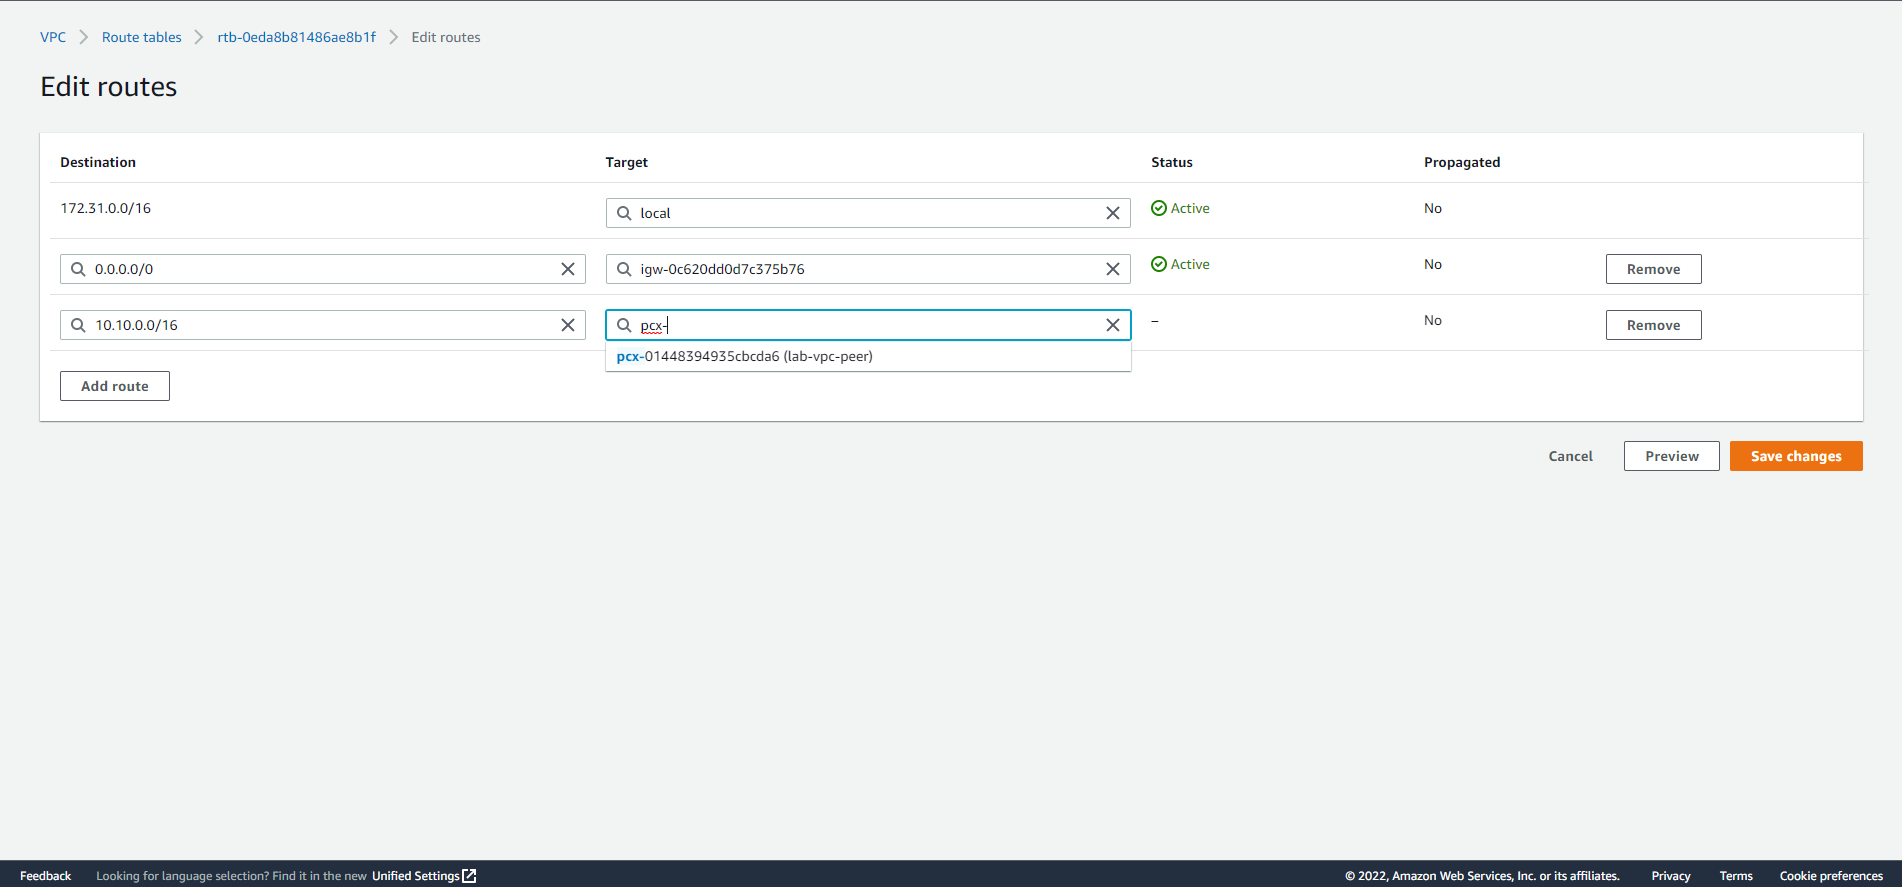 VPC Route tables rtb-0eda8b81486ae8b1f Edit routes
Edit routes
Destination Target Status Propagated
172.31.0.0/16 local Active No
0.0.0.0/0 igw-0c620dd0d7c375b76 Active No Remove
10.10.0.0/16 pcx- – No Remove
pcx-01448394935cbcda6 (lab-vpc-peer)
Add route
Cancel Preview Save changes
Feedback Looking for language selection? Find it in the new Unified Settings © 2022, Amazon Web Services, Inc. or its affiliates. Privacy Terms Cookie preferences